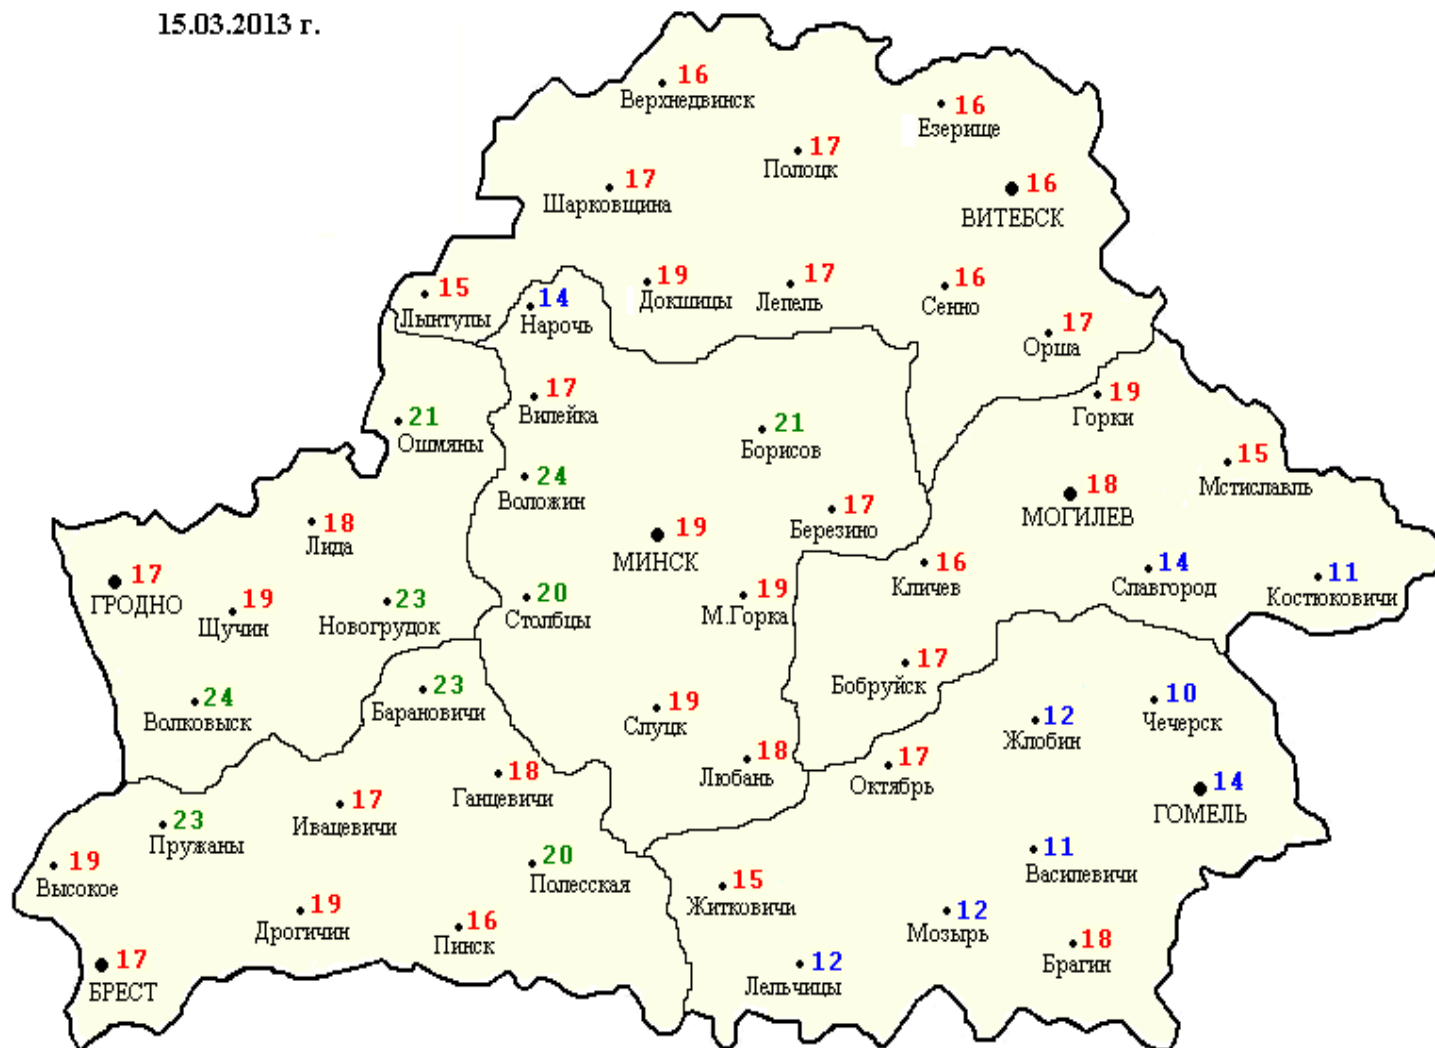 15.03.2013 г.
16
Верхнедвинск
16
Езерище
17
Полоцк
17
Шарковщина
16
ВИТЕБСК
15
Лынтупы
14
Нарочь
19
Докшицы
17
Лепель
16
Сенно
17
Орша
17
Вилейка
19
Горки
21
Ошмяны
21
Борисов
15
Мстиславль
24
Воложин
18
МОГИЛЕВ
17
Березино
18
Лида
19
МИНСК
16
Кличев
14
Славгород
11
Костюковичи
17
ГРОДНО
19
Щучин
23
Новогрудок
20
Столбцы
19
М.Горка
17
Бобруйск
24
Волковыск
23
Барановичи
19
Слуцк
12
Жлобин
10
Чечерск
18
Любань
17
Октябрь
18
Ганцевичи
14
ГОМЕЛЬ
17
Ивацевичи
23
Пружаны
19
Высокое
20
Полесская
11
Василевичи
15
Житковичи
19
Дрогичин
16
Пинск
12
Мозырь
18
Брагин
17
БРЕСТ
12
Лельчицы